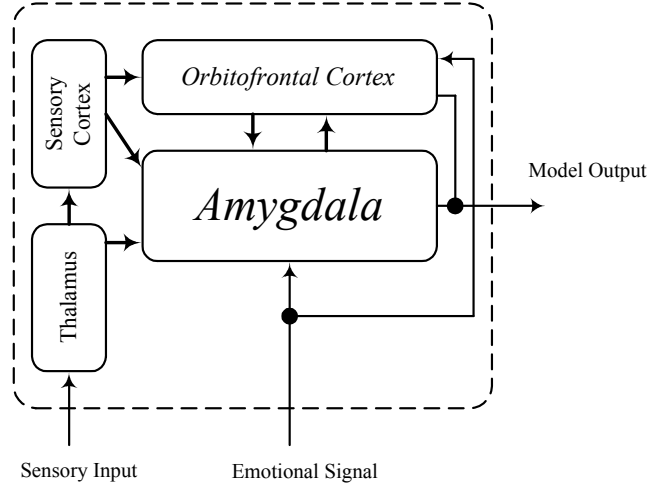 Sensory
Cortex
Orbitofrontal Cortex
Amygdala
Model Output
Thalamus
Sensory Input
Emotional Signal